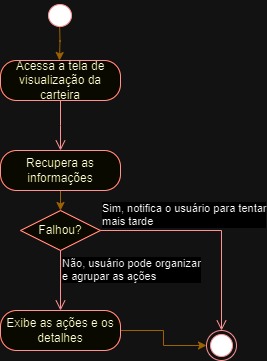 Acessa a tela de
visualização da
carteira
Recupera as
informações
Falhou?
Sim, notifica o usuário para tentar
mais tarde
Não, usuário pode organizar
e agrupar as ações
Exibe as ações e os
detalhes